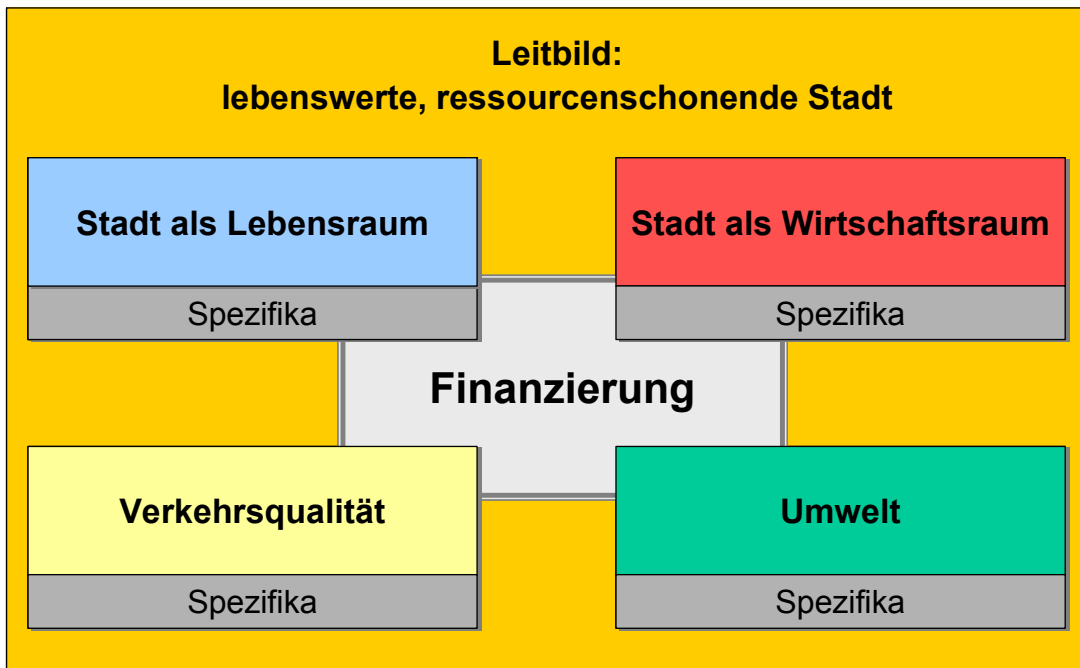 Leitbild:
lebenswerte, ressourcenschonende Stadt
Stadt als Lebensraum
Spezifika
Stadt als Wirtschaftsraum
Spezifika
Finanzierung
Verkehrsqualität
Spezifika
Umwelt
Spezifika